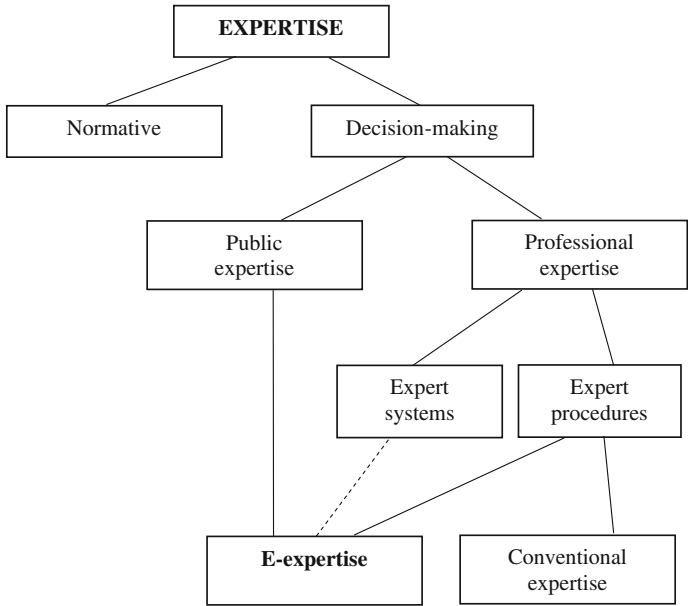 EXPERTISE
Normative
Decision-making
Public
expertise
Professional
expertise
Expert
systems
Expert
procedures
E-expertise
Conventional
expertise